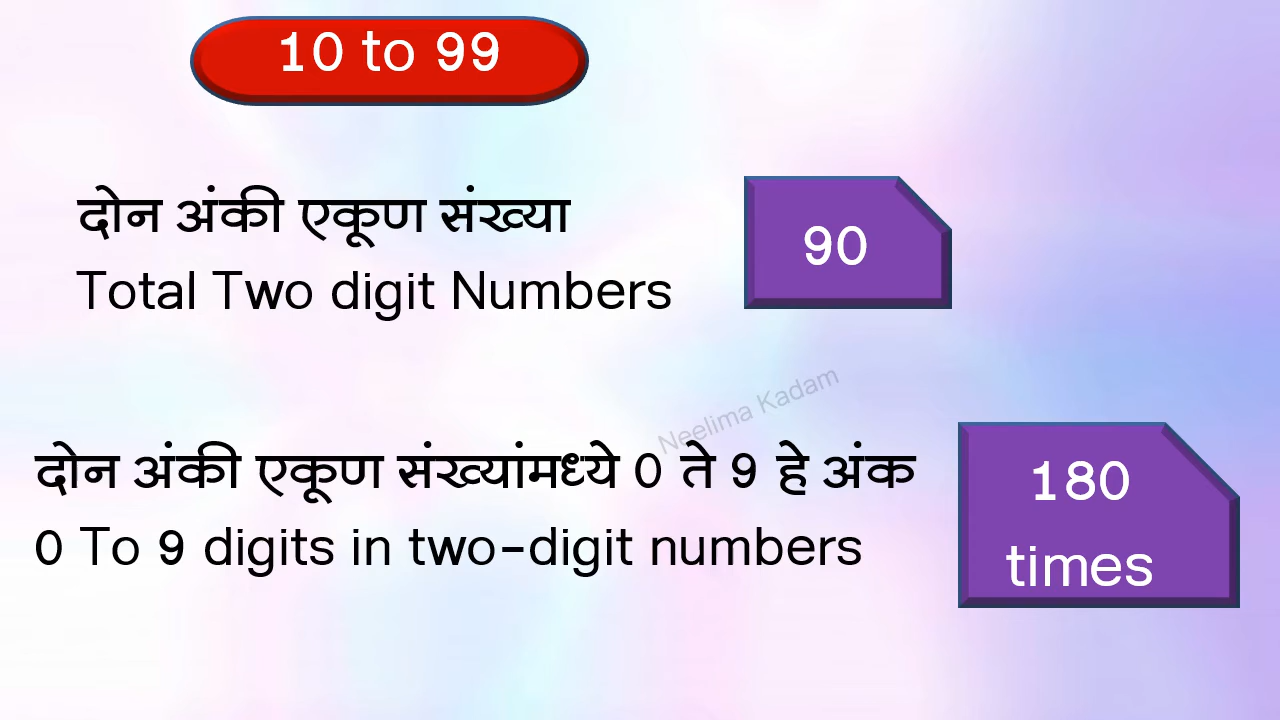 10 to 99
दोन अंकी एकूण संख्या
Total Two digit Numbers
90
Neelima Kadam
दोन अंकी एकूण संख्यांमध्ये 0 ते 9 हे अंक
0 To 9 digits in two-digit numbers
180
times